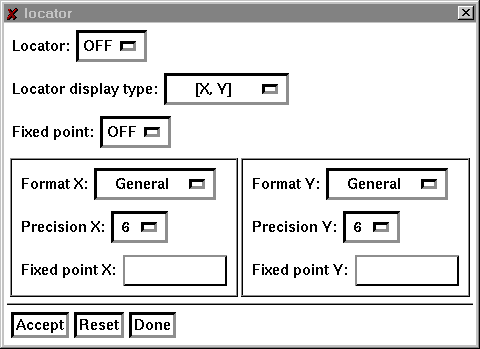 locator
Locator: OFF
Locator display type: [X, Y]
Fixed point: OFF
Format X: General
Precision X: 6
Fixed point X:
Format Y: General
Precision Y: 6
Fixed point Y:
Accept Reset Done